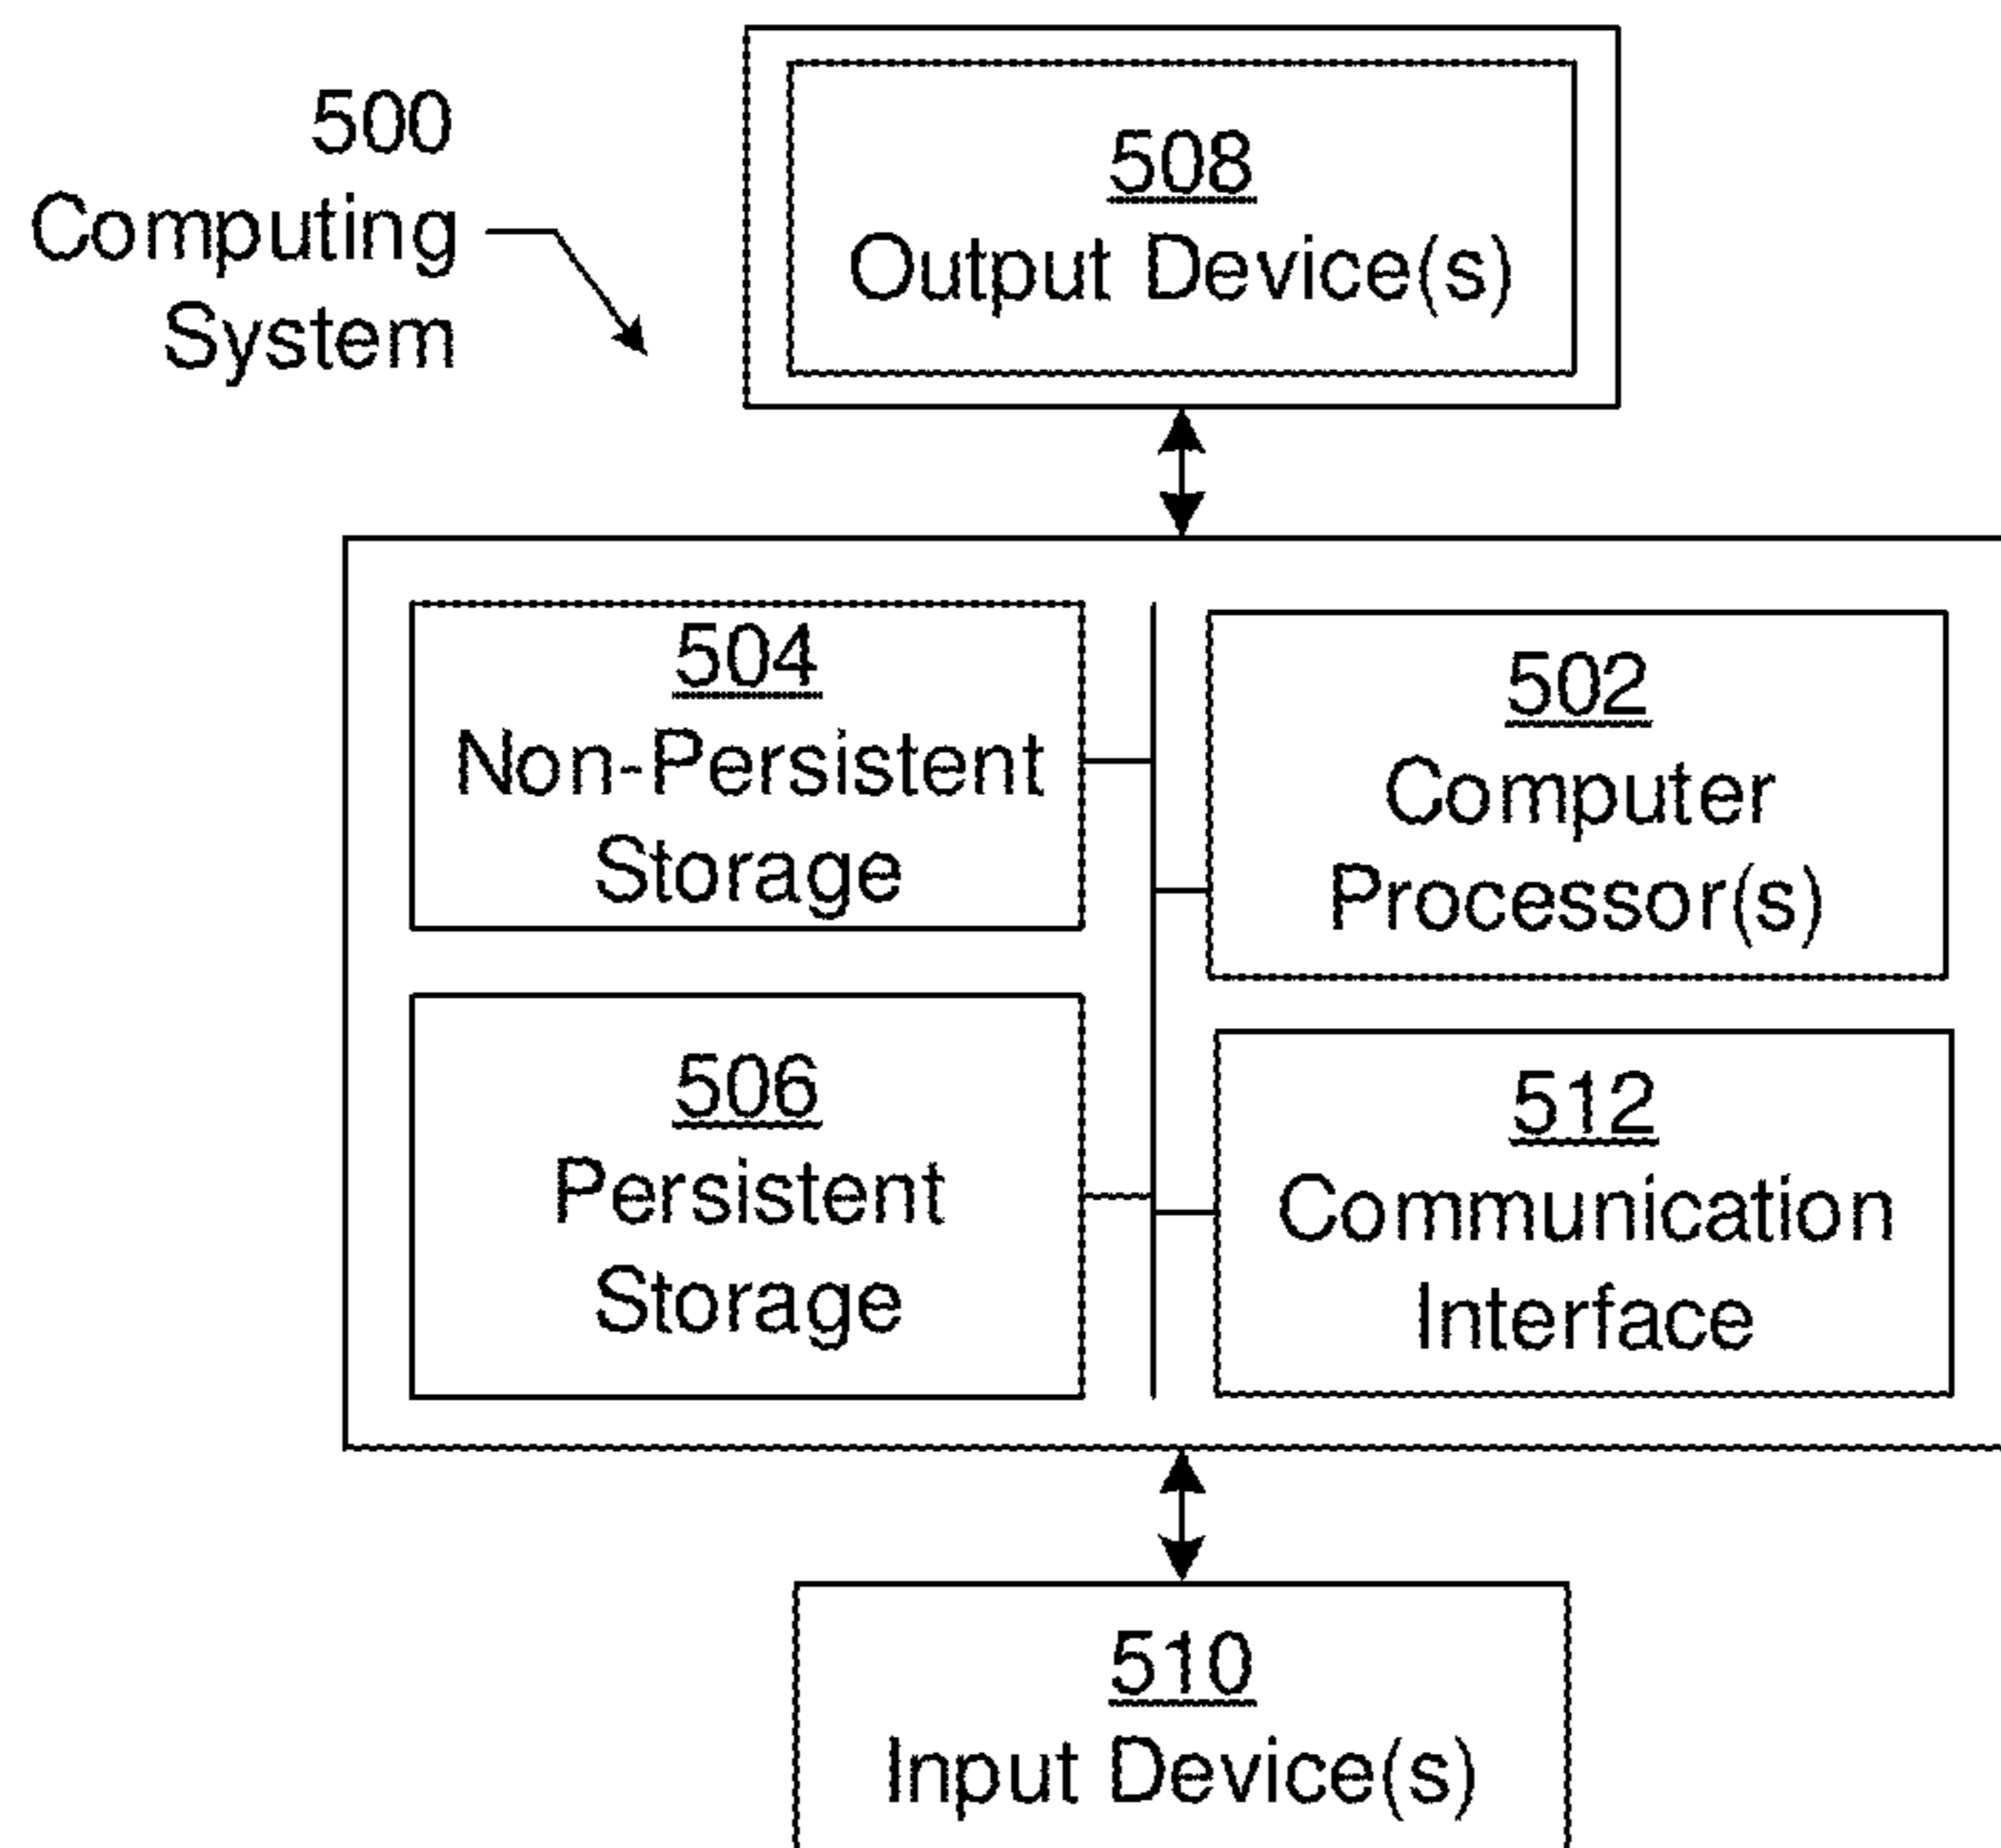 500
Computing
System
508
Output Device(s)
504
Non-Persistent
Storage
502
Computer
Processor(s)
506
Persistent
Storage
512
Communication
Interface
510
Input Device(s)